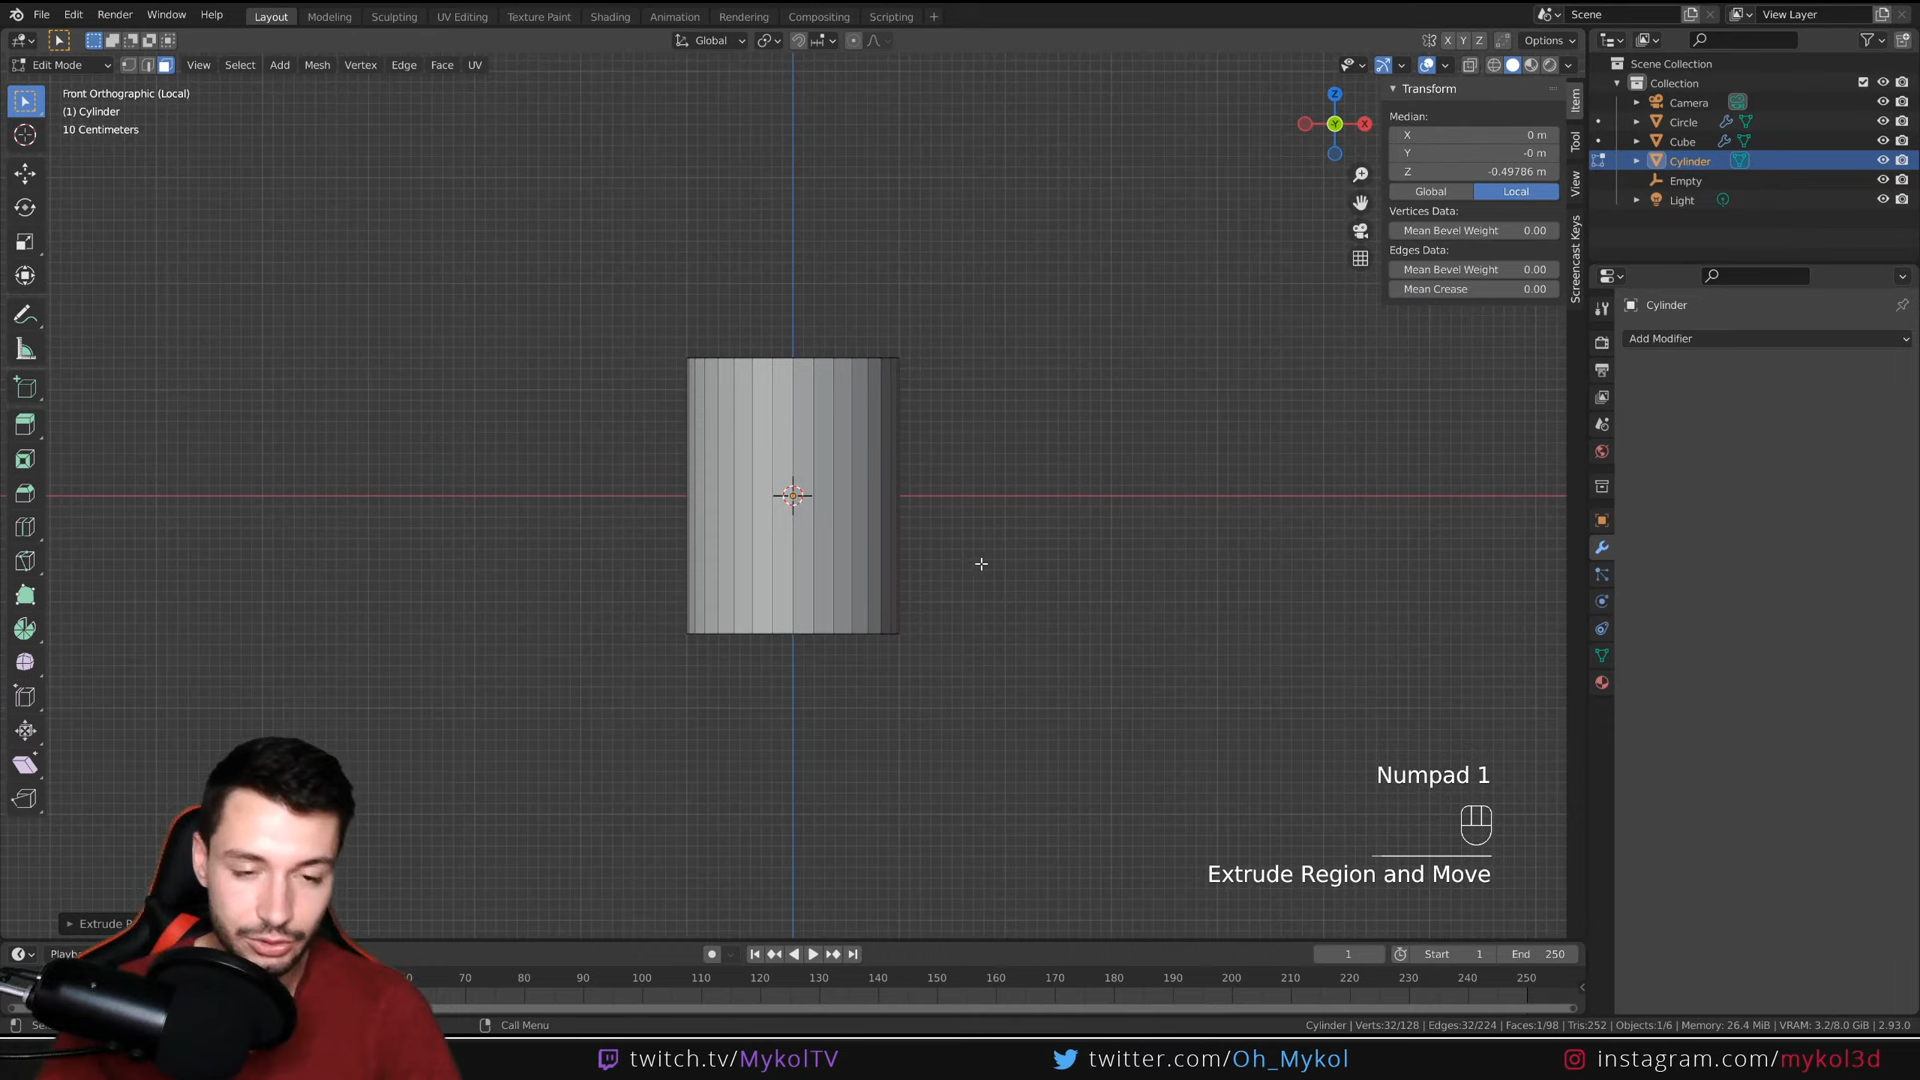 File Edit Render Window Help Layout Modeling Sculpting UV Editing Texture Paint Shading Animation Rendering Compositing Scripting + Scene View Layer
Global X Y Z Options
Edit Mode View Select Add Mesh Vertex Edge Face UV
Front Orthographic (Local)
(1) Cylinder
10 Centimeters
Z
X
Y
Transform
Median:
X 0 m
Y -0 m
Z -0.49786 m
Global Local
Vertices Data:
Mean Bevel Weight 0.00
Edges Data:
Mean Bevel Weight 0.00
Mean Crease 0.00
Item
Tool
View
Screencast Keys
Scene Collection
Collection
Camera
Circle
Cube
Cylinder
Empty
Light
Cylinder
Add Modifier
Numpad 1
Extrude Region and Move
Extrude R
1 Start 1 End 250
70 80 90 100 110 120 130 140 150 160 170 180 190 200 210 220 230 240 250
Call Menu
Cylinder | Verts:32/128 | Edges:32/224 | Faces:1/98 | Tris:252 | Objects:1/6 | Memory: 26.4 MiB | VRAM: 3.2/8.0 GiB | 2.93.0
twitch.tv/MykolTV twitter.com/Oh_Mykol instagram.com/mykol3d